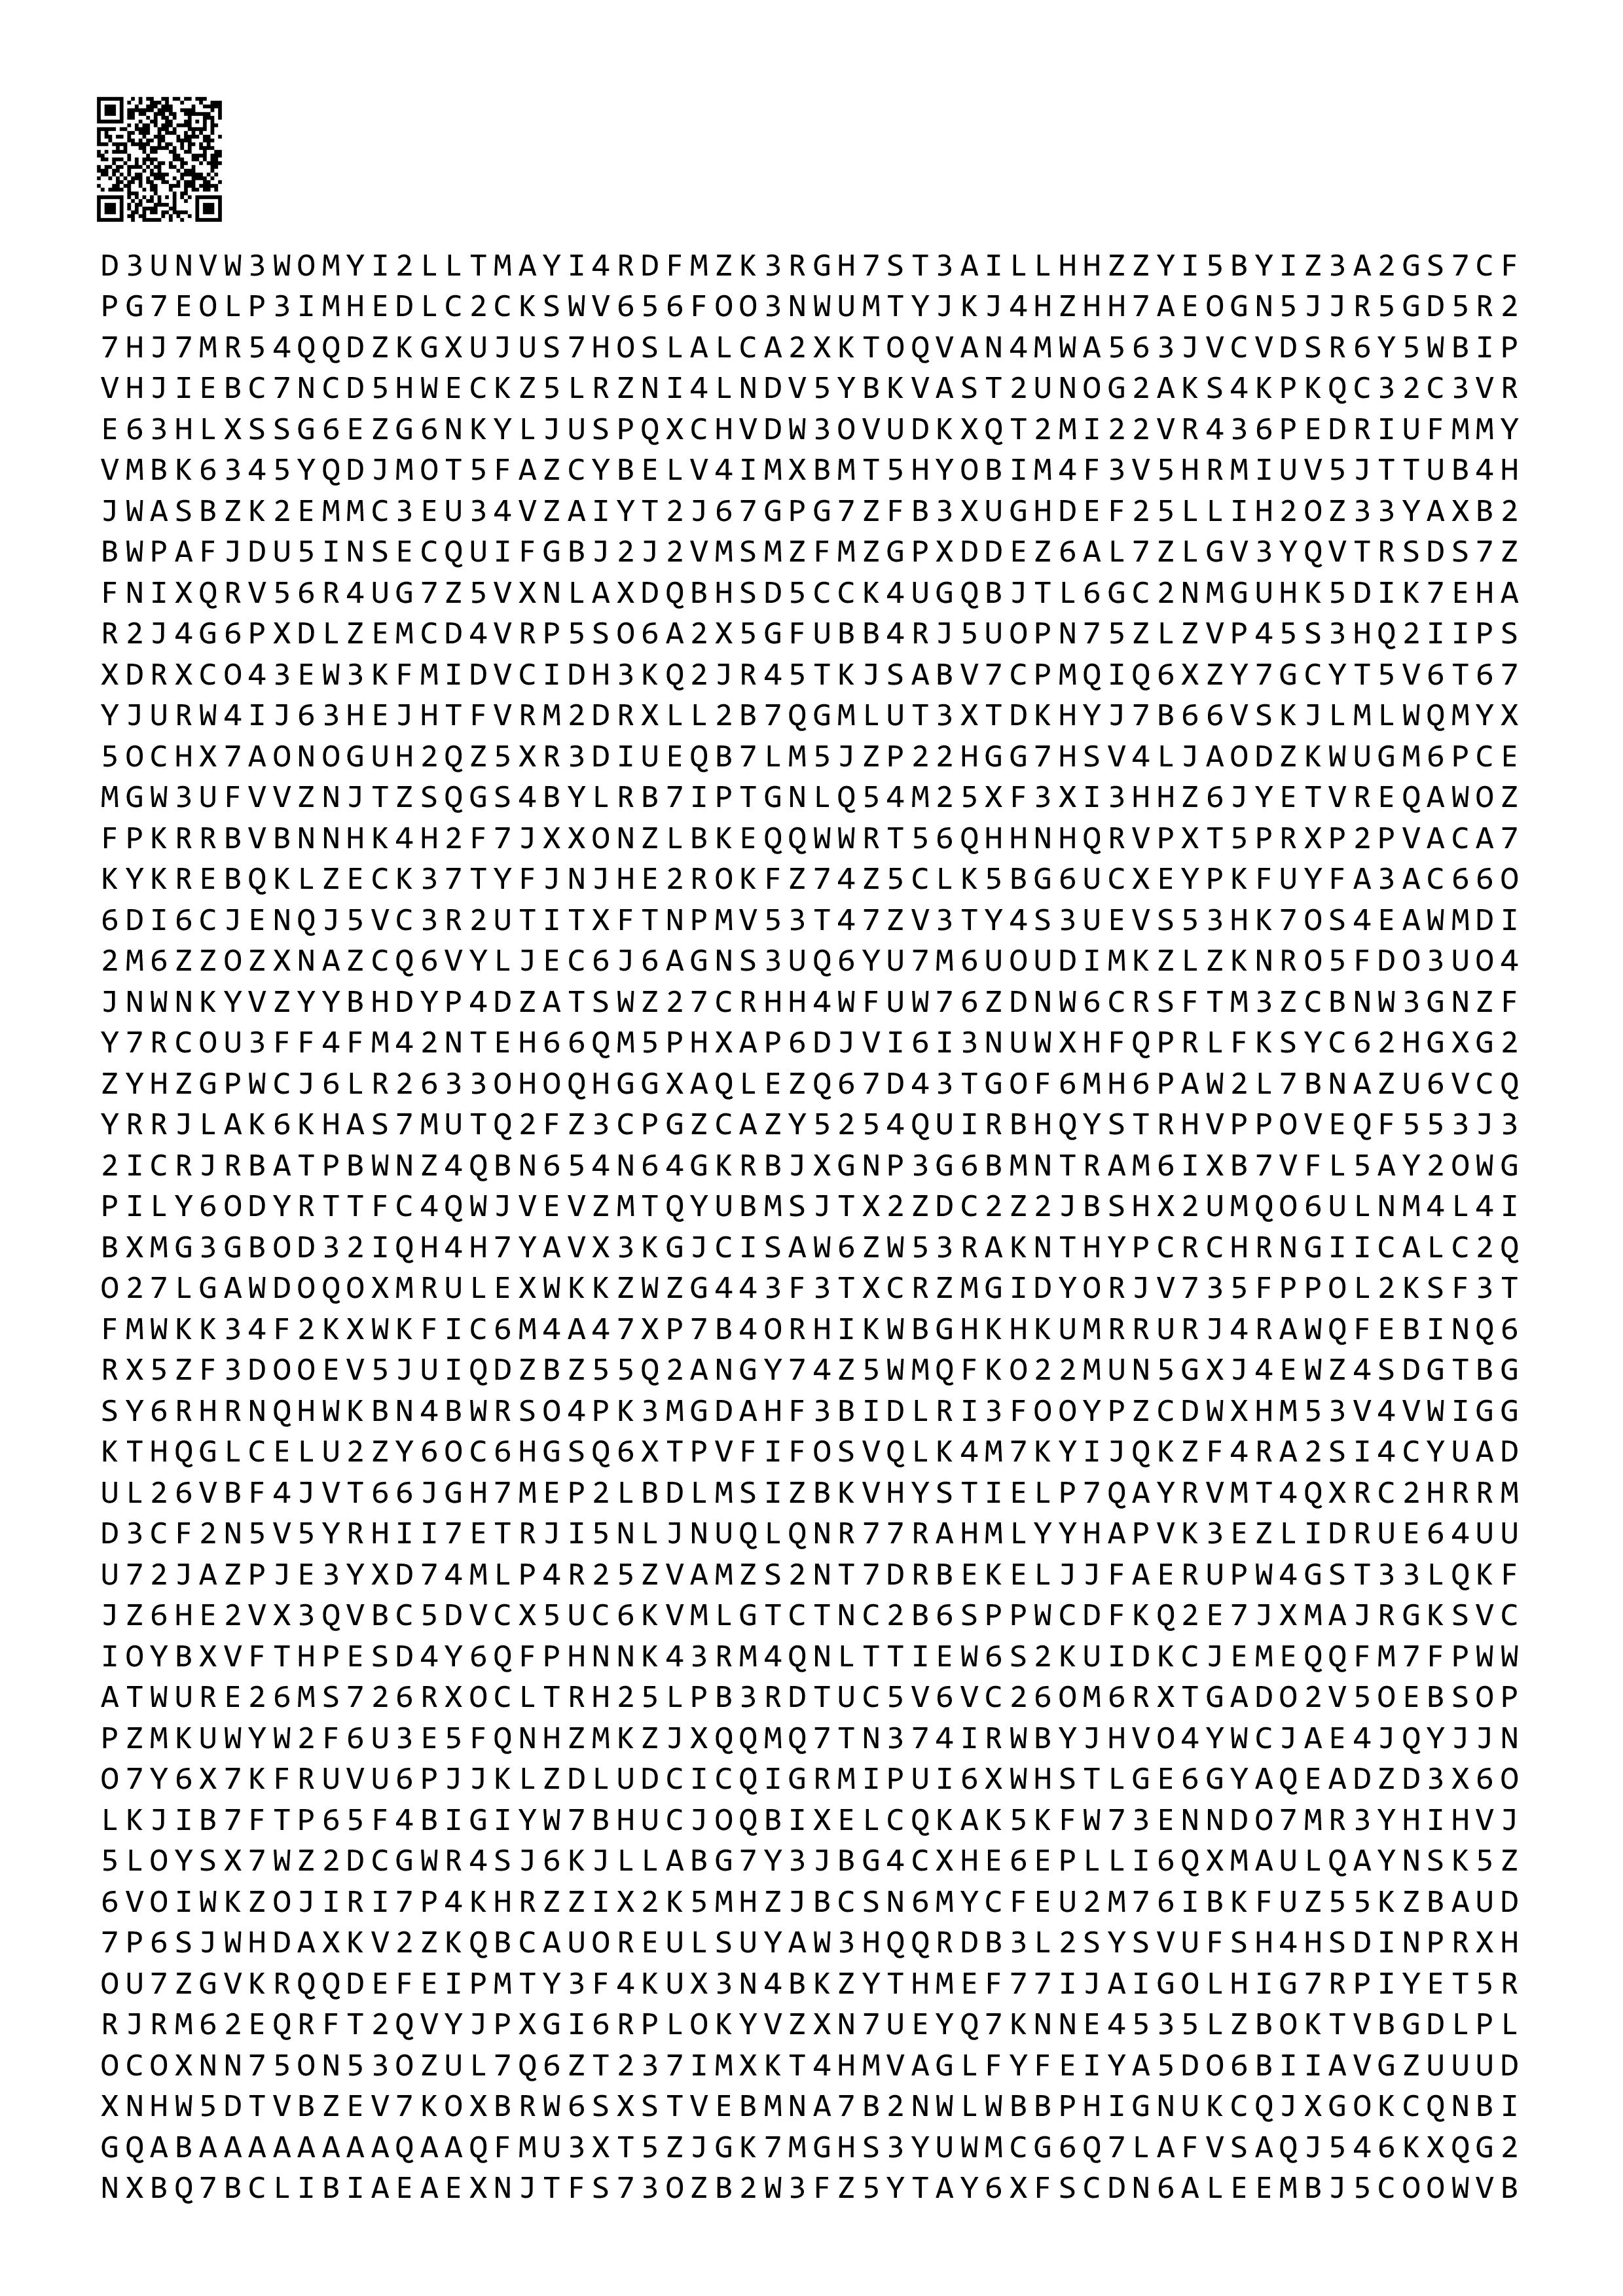 D3UNVW3WOMYI2LLTMAYI4RDFMZK3RGH7ST3AILLHHZZYI5BYIZ3A2GS7CF
PG7EOLP3IMHEDLC2CKSWV656FOO3NWUMTYJKJ4HZHH7AEOGN5JJR5GD5R2
7HJ7MR54QQDZKGXUJUS7HOSLALCA2XKTOQVAN4MWA563JVCVDSR6Y5WBIP
VHJIEBC7NCD5HWECKZ5LRZNI4LNDV5YBKVAST2UNOG2AKS4KPKQC32C3VR
E63HLXSSG6EZG6NKYLJUSPQXCHVDW3OVUDKXQT2MI22VR436PEDRIUFMMY
VMBK6345YQDJMOT5FAZCYBELV4IMXBMT5HYOBIM4F3V5HRMIUV5JTTUB4H
JWASBZK2EMMC3EU34VZAIYT2J67GPG7ZFB3XUGHDEF25LLIH2OZ33YAXB2
BWPAFJDU5INSECQUIFGBJ2J2VMSMZFMZGPXDDEZ6AL7ZLGV3YQVTRSDS7Z
FNIXQRV56R4UG7Z5VXNLAXDQBHSD5CCK4UGQBJTL6GC2NMGUHK5DIK7EHA
R2J4G6PXDLZEMCD4VRP5SO6A2X5GFUBB4RJ5UOPN75ZLZVP45S3HQ2IIPS
XDRXCO43EW3KFMIDVCIDH3KQ2JR45TKJSABV7CPMQIQ6XZY7GCYT5V6T67
YJURW4IJ63HEJHTFVRM2DRXLL2B7QGMLUT3XTDKHYJ7B66VSKJLMLWQMYX
5OCHX7AONOGUH2QZ5XR3DIUEQB7LM5JZP22HGG7HSV4LJAODZKWUGM6PCE
MGW3UFVVZNJTZSQGS4BYLRB7IPTGNLQ54M25XF3XI3HHZ6JYETVREQAWOZ
FPKRRBVBNNHK4H2F7JXXONZLBKEQQWWRT56QHHNHQRVPXT5PRXP2PVACA7
KYKREBQKLZECK37TYFJNJHE2ROKFZ74Z5CLK5BG6UCXEYPKFUYFA3AC66O
6DI6CJENQJ5VC3R2UTITXFTNPMV53T47ZV3TY4S3UEVS53HK7OS4EAWMDI
2M6ZZOZXNAZCQ6VYLJEC6J6AGNS3UQ6YU7M6UOUDIMKZLZKNRO5FDO3UO4
JNWNKYVZYYBHDYP4DZATSWZ27CRHH4WFUW76ZDNW6CRSFTM3ZCBNW3GNZF
Y7RCOU3FF4FM42NTEH66QM5PHXAP6DJVI6I3NUWXHFQPRLFKSYC62HGXG2
ZYHZGPWCJ6LR2633OHOQHGGXAQLEZQ67D43TGOF6MH6PAW2L7BNAZU6VCQ
YRRJLAK6KHAS7MUTQ2FZ3CPGZCAZY5254QUIRBHQYSTRHVPPOVEQF553J3
2ICRJRBATPBWNZ4QBN654N64GKRBJXGNP3G6BMNTRAM6IXB7VFL5AY2OWG
PILY6ODYRTTFC4QWJVEVZMTQYUBMSJTX2ZDC2Z2JBSHX2UMQO6ULNM4L4I
BXMG3GBOD32IQH4H7YAVX3KGJCISAW6ZW53RAKNTHYPCRCHRNGIICALC2Q
O27LGAWDOQOXMRULEXWKKZWZG443F3TXCRZMGIDYORJV735FPPOL2KSF3T
FMWKK34F2KXWKFIC6M4A47XP7B4ORHIKWBGHKHKUMRRURJ4RAWQFEBINQ6
RX5ZF3DOOEV5JUIQDZBZ55Q2ANGY74Z5WMQFKO22MUN5GXJ4EWZ4SDGTBG
SY6RHRNQHWKBN4BWRSO4PK3MGDAHF3BIDLRI3FOOYPZCDWXHM53V4VWIGG
KTHQGLCELU2ZY6OC6HGSQ6XTPVFIFOSVQLK4M7KYIJQKZF4RA2SI4CYUAD
UL26VBF4JVT66JGH7MEP2LBDLMSIZBKVHYSTIELP7QAYRVMT4QXRC2HRRM
D3CF2N5V5YRHII7ETRJI5NLJNUQLQNR77RAHMLYYHAPVK3EZLIDRUE64UU
U72JAZPJE3YXD74MLP4R25ZVAMZS2NT7DRBEKELJJFAERUPW4GST33LQKF
JZ6HE2VX3QVBC5DVCX5UC6KVMLGTCTNC2B6SPPWCDFKQ2E7JXMAJRGKSVC
IOYBXVFTHPESD4Y6QFPHNNK43RM4QNLTTIEW6S2KUIDKCJEMEQQFM7FPWW
ATWURE26MS726RXOCLTRH25LPB3RDTUC5V6VC26OM6RXTGADO2V5OEBSOP
PZMKUWYW2F6U3E5FQNHZMKZJXQQMQ7TN374IRWBYJHVO4YWCJAE4JQYJJN
O7Y6X7KFRUVU6PJJKLZDLUDCICQIGRMIPUI6XWHSTLGE6GYAQEADZD3X6O
LKJIB7FTP65F4BIGIYW7BHUCJOQBIXELCQKAK5KFW73ENNDO7MR3YHIHVJ
5LOYSX7WZ2DCGWR4SJ6KJLLABG7Y3JBG4CXHE6EPLLI6QXMAULQAYNSK5Z
6VOIWKZOJIRI7P4KHRZZIX2K5MHZJBCSN6MYCFEU2M76IBKFUZ55KZBAUD
7P6SJWHDAXKV2ZKQBCAUOREULSUYAW3HQQRDB3L2SYSVUFSH4HSDINPRXH
OU7ZGVKRQQDEFEIPMTY3F4KUX3N4BKZYTHMEF77IJAIGOLHIG7RPIYET5R
RJRM62EQRFT2QVYJPXGI6RPLOKYVZXN7UEYQ7KNNE4535LZBOKTVBGDLPL
OCOXNN75ON53OZUL7Q6ZT237IMXKT4HMVAGLFYFEIYA5DO6BIIAVGZUUUD
XNHW5DTVBZEV7KOXBRW6SXSTVEBMNA7B2NWLWBBPHIGNUKCQJXGOKCQNBI
GQABAAAAAAAAQAAQFMU3XT5ZJGK7MGHS3YUWMCG6Q7LAFVSAQJ546KXQG2
NXBQ7BCLIBIAEAEXNJTFS73OZB2W3FZ5YTAY6XFSCDN6ALEEMBJ5COOWVB